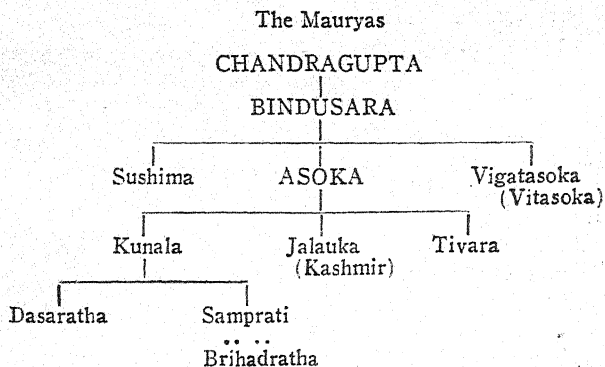 The Mauryas
CHANDRAGUPTA
BINDUSARA
Sushima ASOKA Vigatasoka
(Vitasoka)
Kunala Jalauka Tivara
(Kashmir)
Dasaratha Samprati
Brihadratha